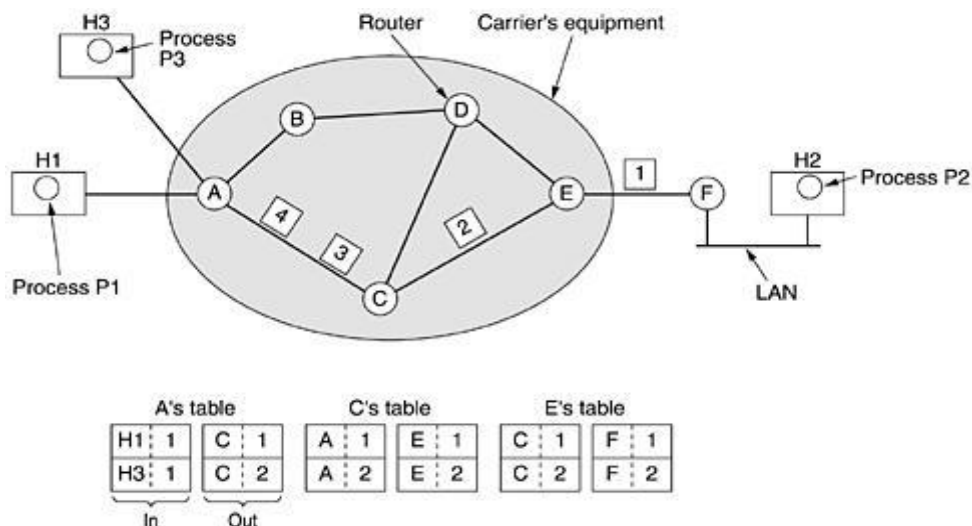 H3
Process
P3
Router
Carrier's equipment
B
D
H1
A
E
1
F
H2
Process P2
4
3
2
C
Process P1
LAN
A's table
C's table
E's table
H1 1 C 1 A 1 E 1 C 1 F 1
H3 1 C 2 A 2 E 2 C 2 F 2
In Out